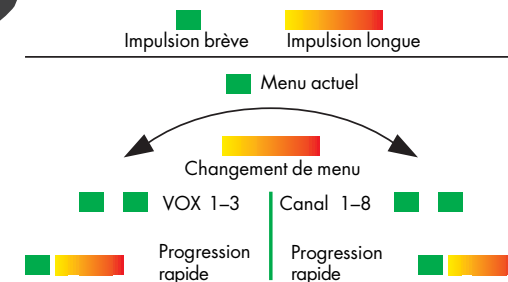 Impulsion brève
Impulsion longue
Menu actuel
Changement de menu
VOX 1–3
Canal 1–8
Progression
rapide
Progression
rapide